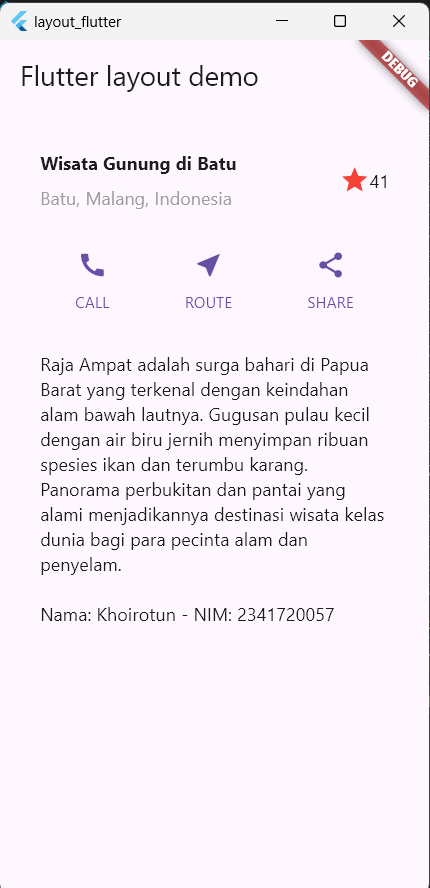 layout_flutter
Flutter layout demo
DEBUG
Wisata Gunung di Batu
Batu, Malang, Indonesia
41
CALL
ROUTE
SHARE
Raja Ampat adalah surga bahari di Papua
Barat yang terkenal dengan keindahan
alam bawah lautnya. Gugusan pulau kecil
dengan air biru jernih menyimpan ribuan
spesies ikan dan terumbu karang.
Panorama perbukitan dan pantai yang
alami menjadikannya destinasi wisata kelas
dunia bagi para pecinta alam dan
penyelam.
Nama: Khoirotun - NIM: 2341720057